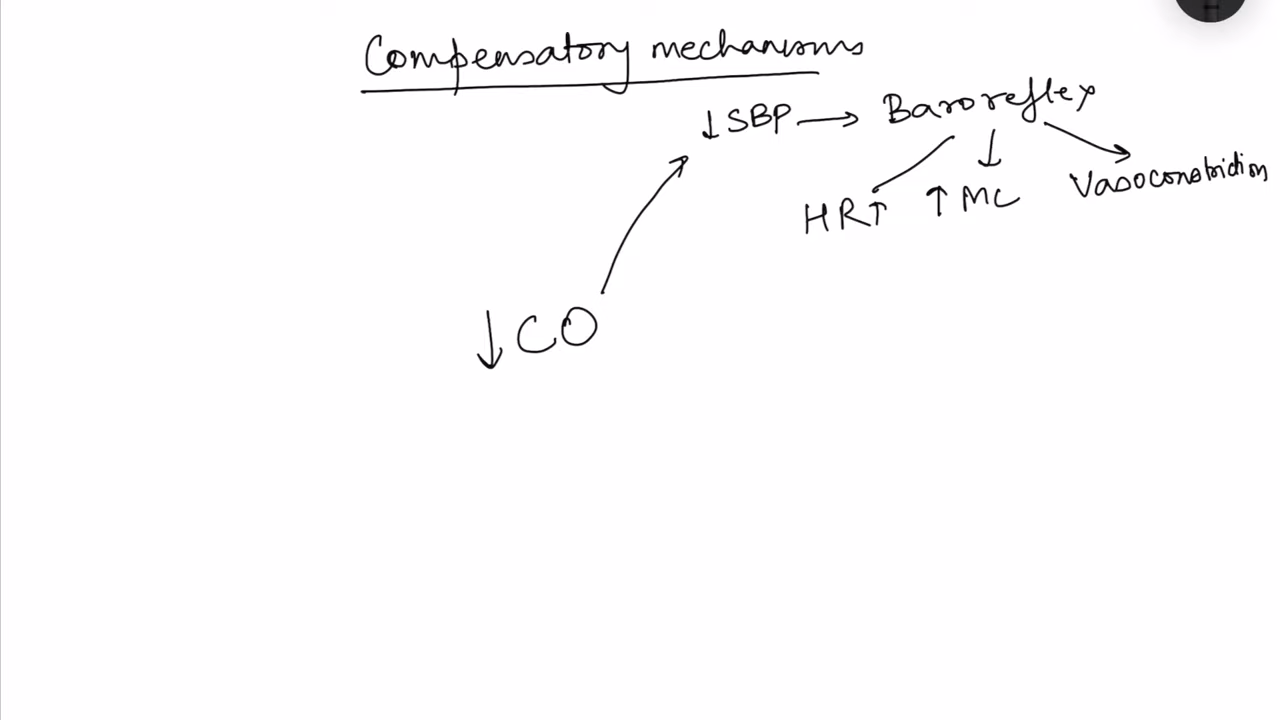 Compensatory mechanisms
↓ SBP → Baroreflex
HR↑ ↑ MC Vasoconstriction
↓ CO